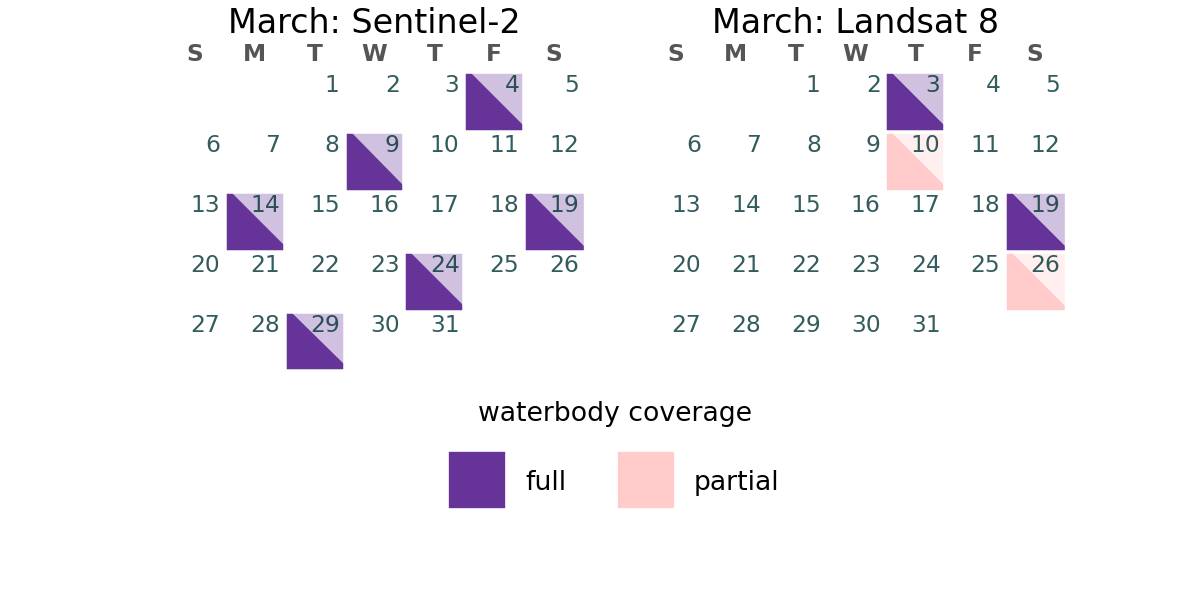 March: Sentinel-2
S M T W T F S
1 2 3 4 5
6 7 8 9 10 11 12
13 14 15 16 17 18 19
20 21 22 23 24 25 26
27 28 29 30 31
March: Landsat 8
S M T W T F S
1 2 3 4 5
6 7 8 9 10 11 12
13 14 15 16 17 18 19
20 21 22 23 24 25 26
27 28 29 30 31
waterbody coverage
full partial